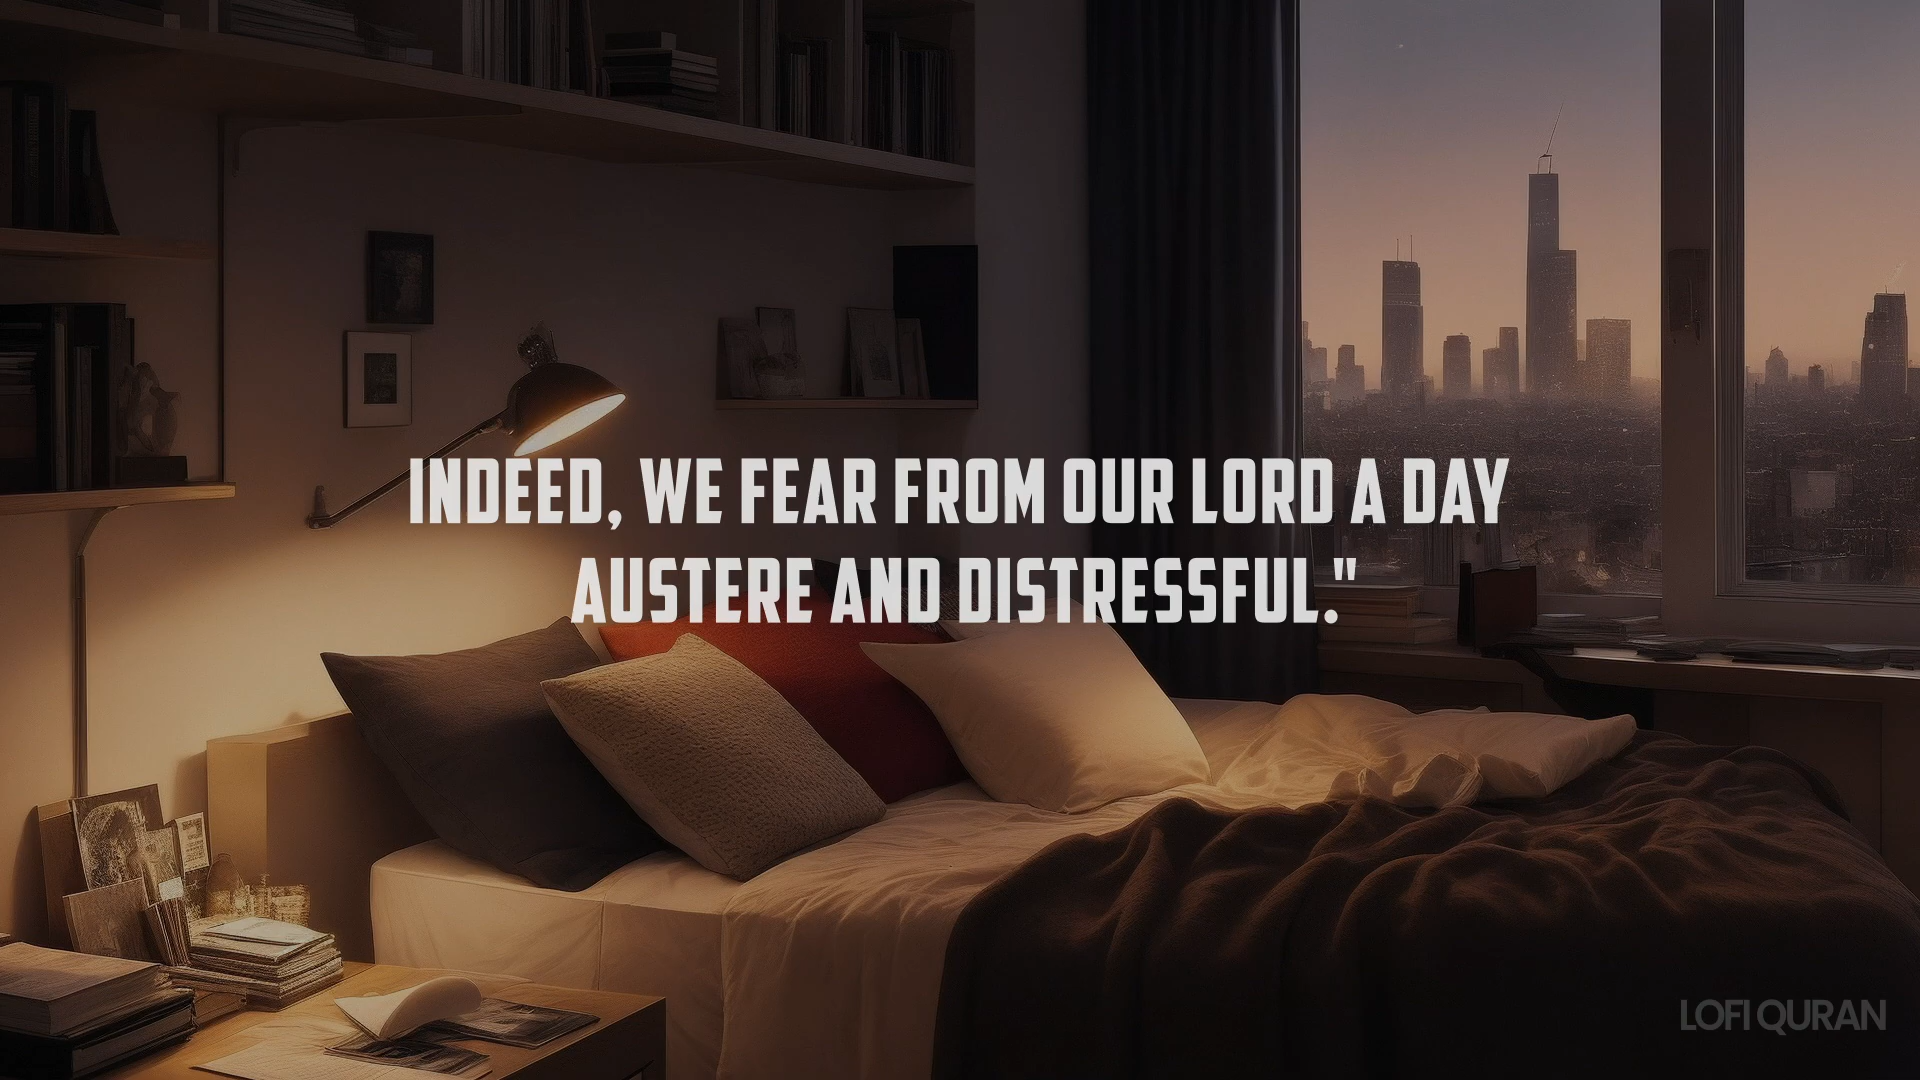 INDEED, WE FEAR FROM OUR LORD A DAY
AUSTERE AND DISTRESSFUL."
LOFI QURAN